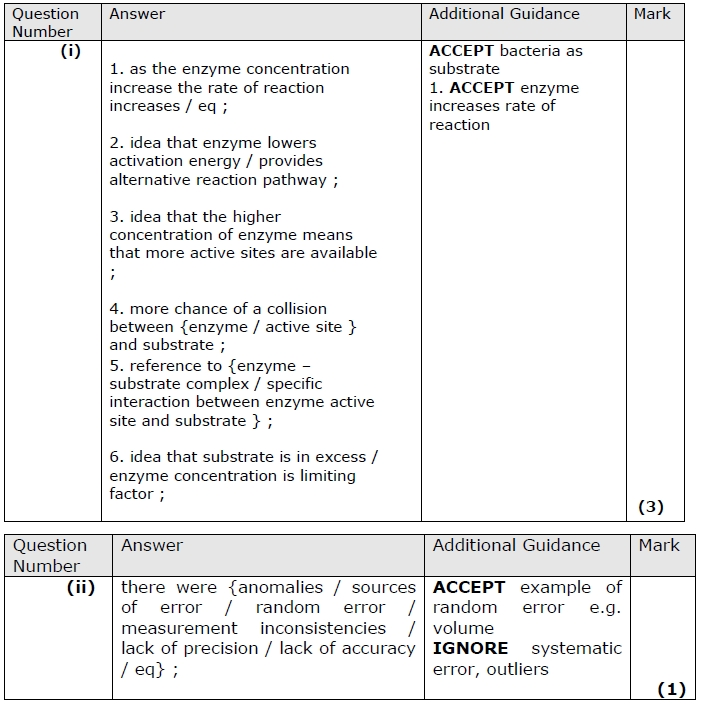 Question Number
Answer
Additional Guidance
Mark
(i)
1. as the enzyme concentration
increase the rate of reaction
increases / eq ;
2. idea that enzyme lowers
activation energy / provides
alternative reaction pathway ;
3. idea that the higher
concentration of enzyme means
that more active sites are available
;
4. more chance of a collision
between {enzyme / active site }
and substrate ;
5. reference to {enzyme –
substrate complex / specific
interaction between enzyme active
site and substrate } ;
6. idea that substrate is in excess /
enzyme concentration is limiting
factor ;
ACCEPT bacteria as
substrate
1. ACCEPT enzyme
increases rate of
reaction
(3)
Question
Number
Answer
Additional Guidance
Mark
(ii)
there were {anomalies / sources
of error / random error /
measurement inconsistencies /
lack of precision / lack of accuracy
/ eq} ;
ACCEPT example of
random error e.g.
volume
IGNORE systematic
error, outliers
(1)